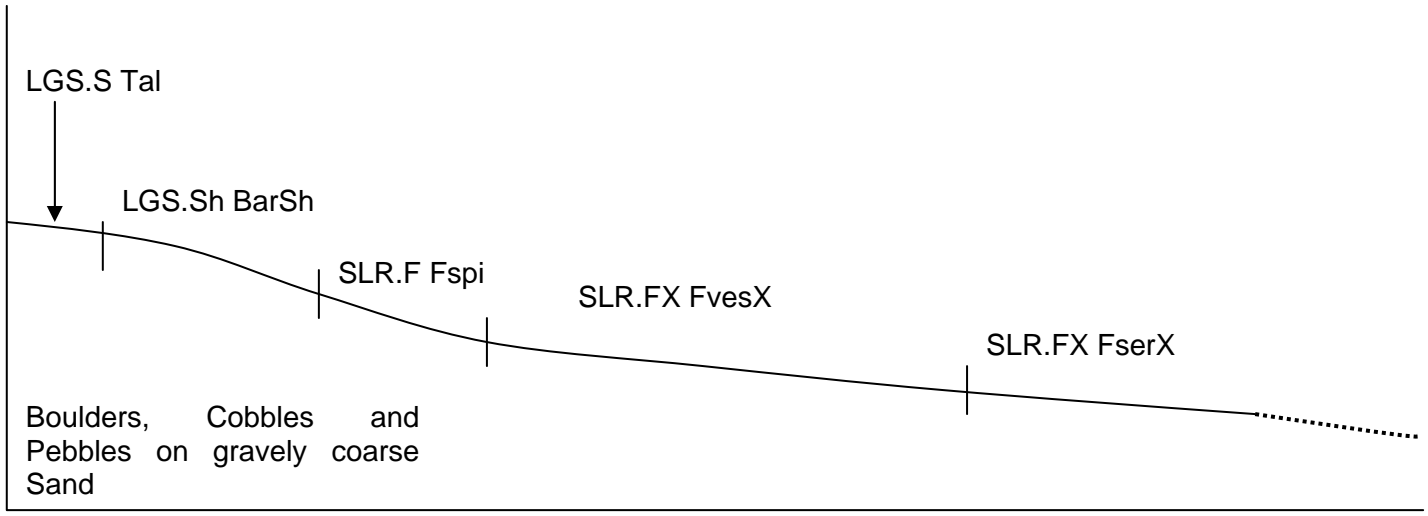 LGS.S Tal
LGS.Sh BarSh
SLR.F Fspi
SLR.FX FvesX
SLR.FX FserX
Boulders, Cobbles and
Pebbles on gravely coarse
Sand